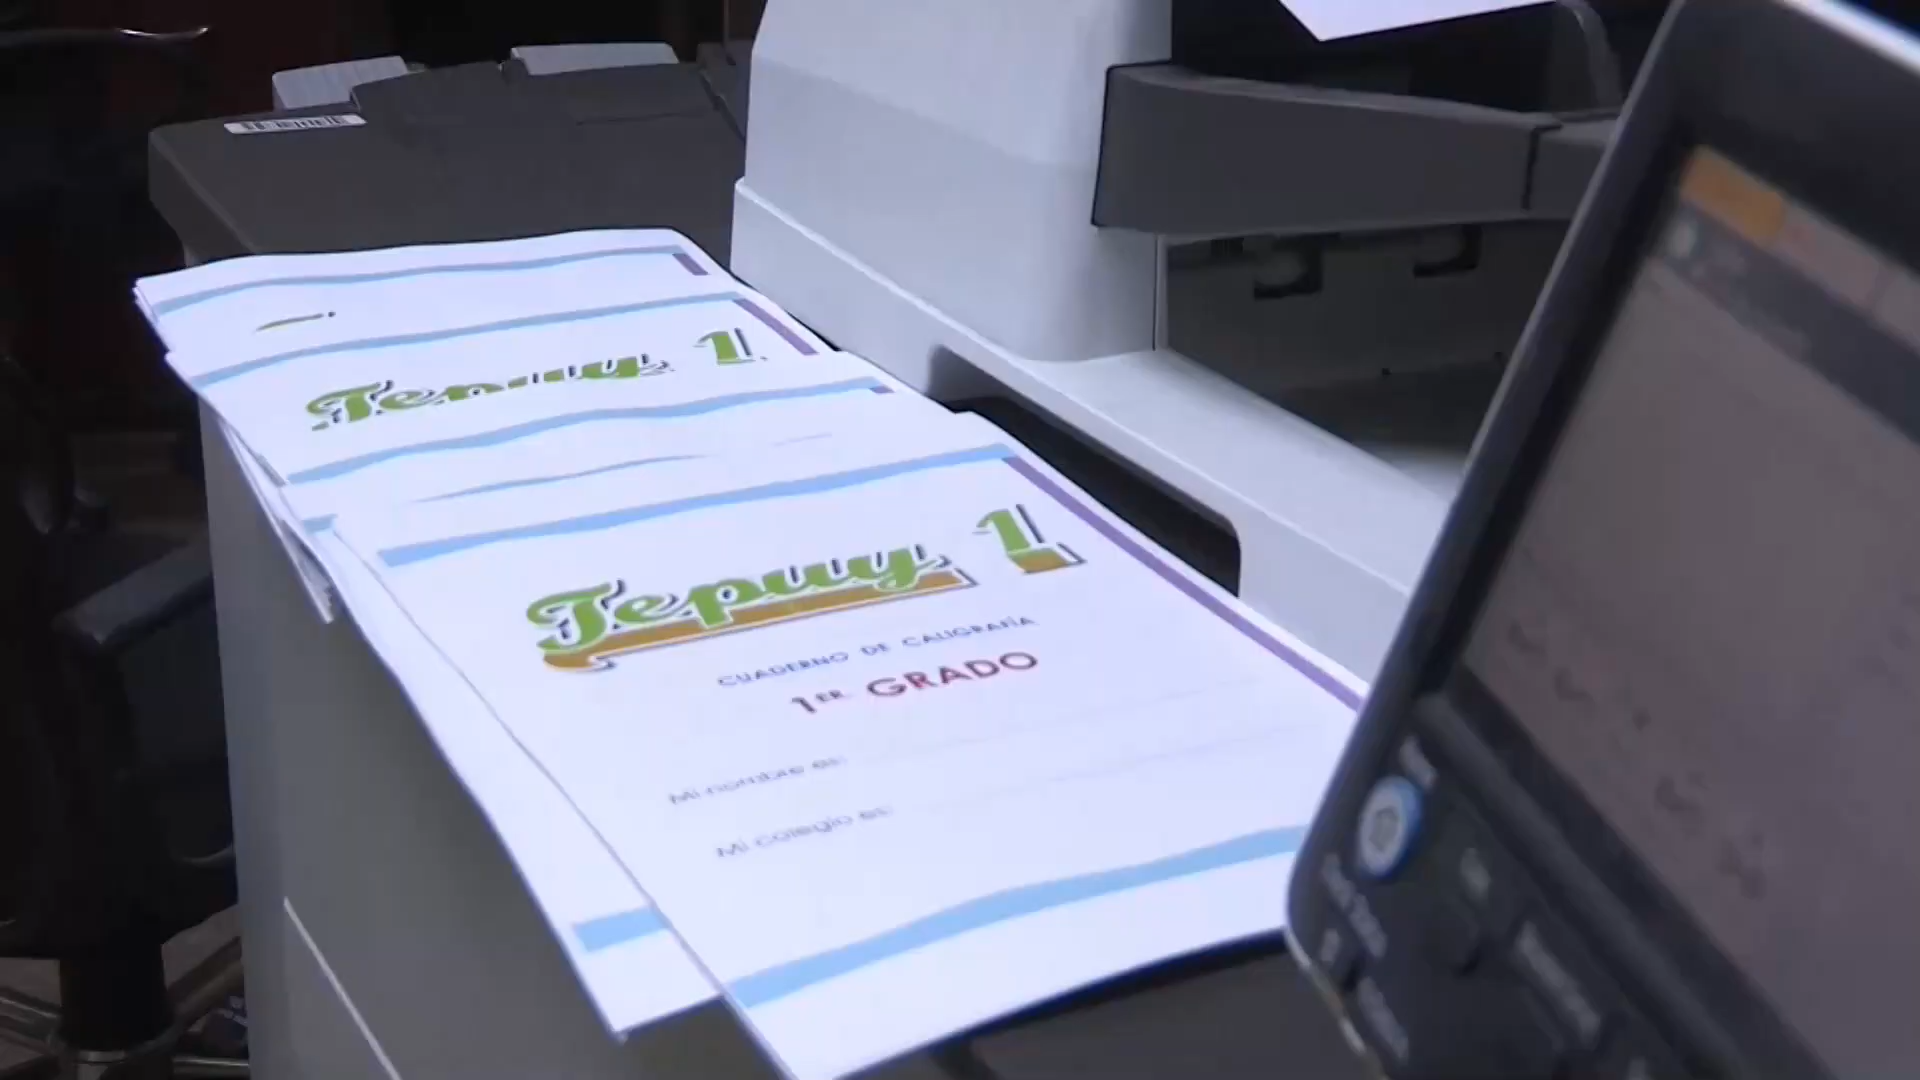 Tepuy 1
Tepuy 1
CUADERNO DE CALIGRAFÍA
1ER GRADO
Mi nombre es:
Mi colegio es: